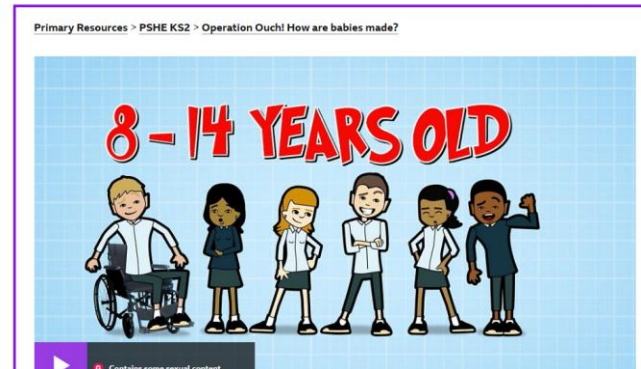 Primary Resources > PSHE KS2 > Operation Ouch! How are babies made?
8 - 14 YEARS OLD
Contains some sexual content